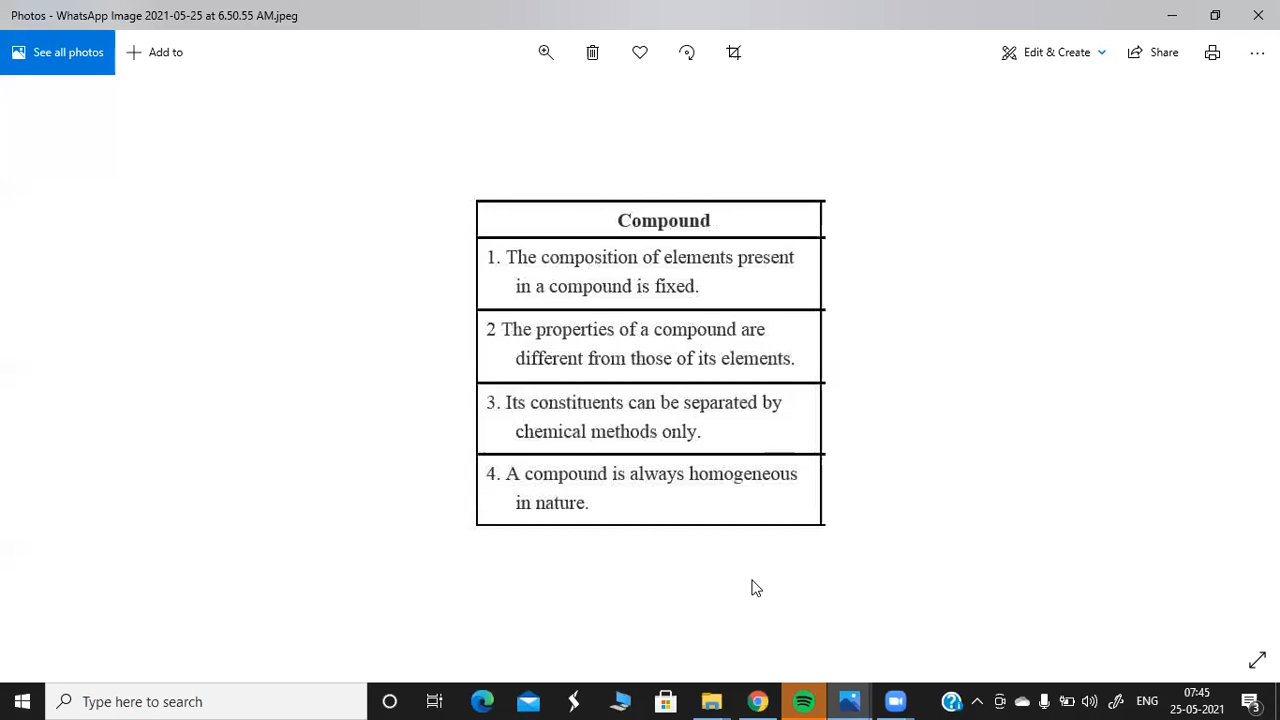 Photos - WhatsApp Image 2021-05-25 at 6.50.55 AM.jpeg
See all photos
Add to
Edit & Create
Share
Compound
1. The composition of elements present
in a compound is fixed.
2 The properties of a compound are
different from those of its elements.
3. Its constituents can be separated by
chemical methods only.
4. A compound is always homogeneous
in nature.
Type here to search
ENG
07:45
25-05-2021
3